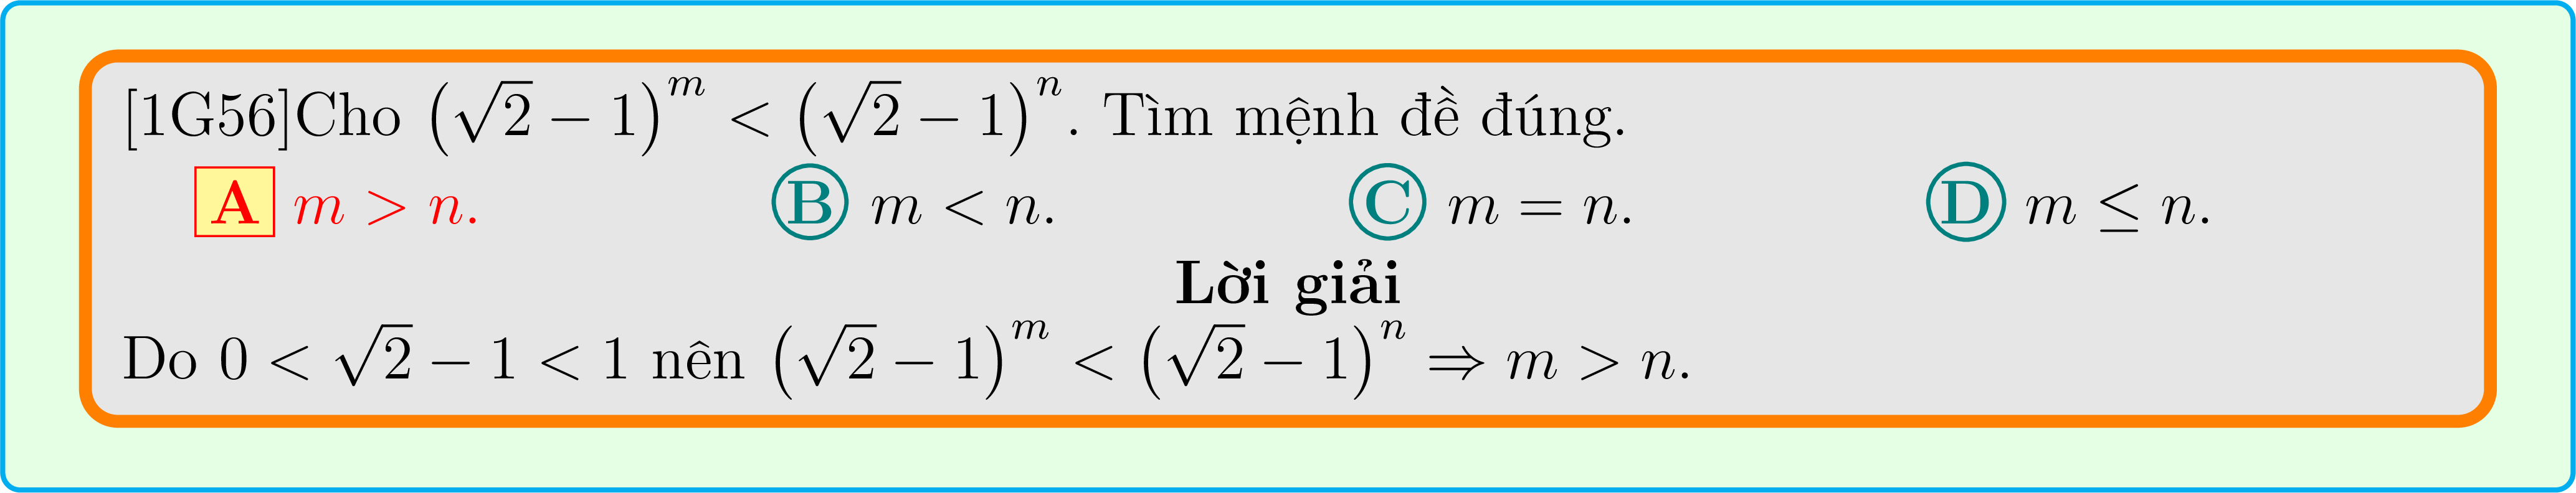 [1G56]Cho (√2 − 1)^m < (√2 − 1)^n. Tìm mệnh đề đúng.
A m > n. B m < n. C m = n. D m ≤ n.
Lời giải
Do 0 < √2 − 1 < 1 nên (√2 − 1)^m < (√2 − 1)^n ⇒ m > n.